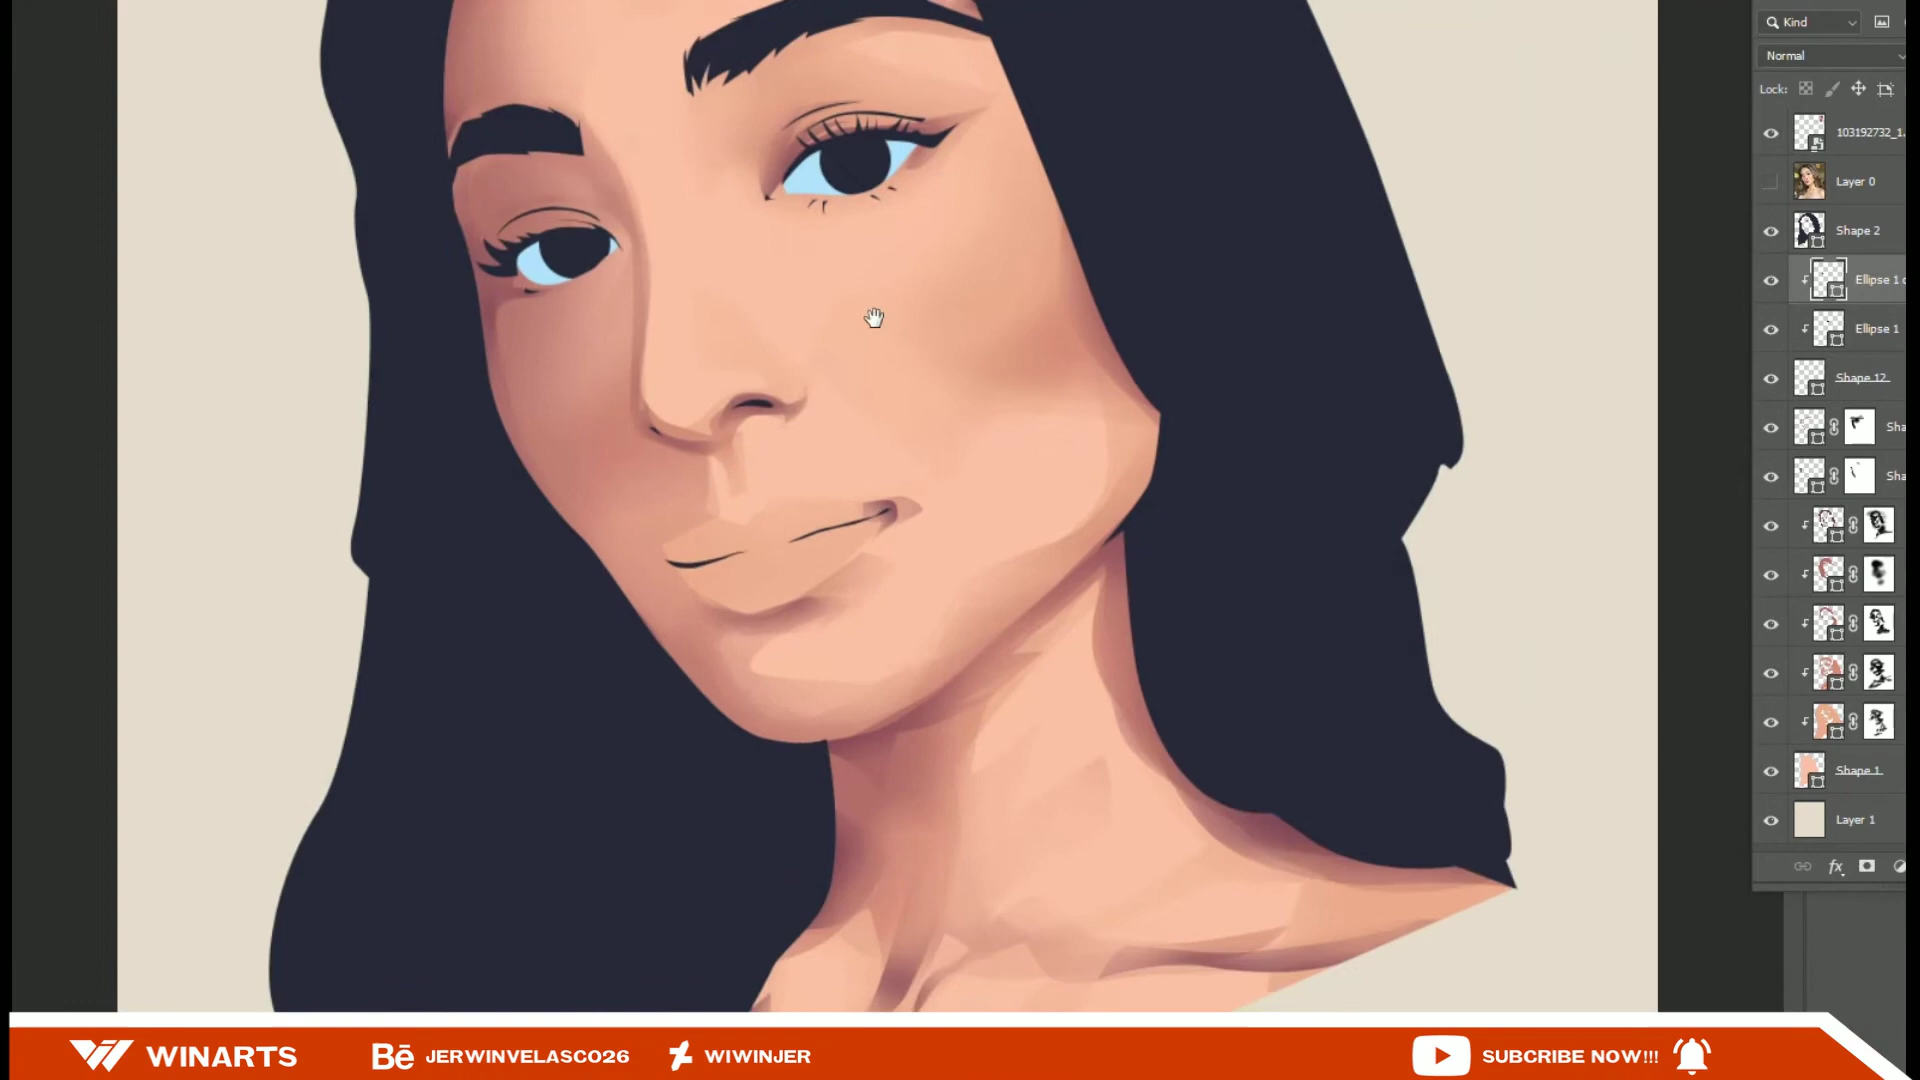 Kind
Normal
Lock:
103192732_1.
Layer 0
Shape 2
Ellipse 1 c
Ellipse 1
Shape 12
Sha
Sha
Shape 1
Layer 1
fx
WINARTS
Bē JERWINVELASCO26
WIWINJER
SUBCRIBE NOW!!!